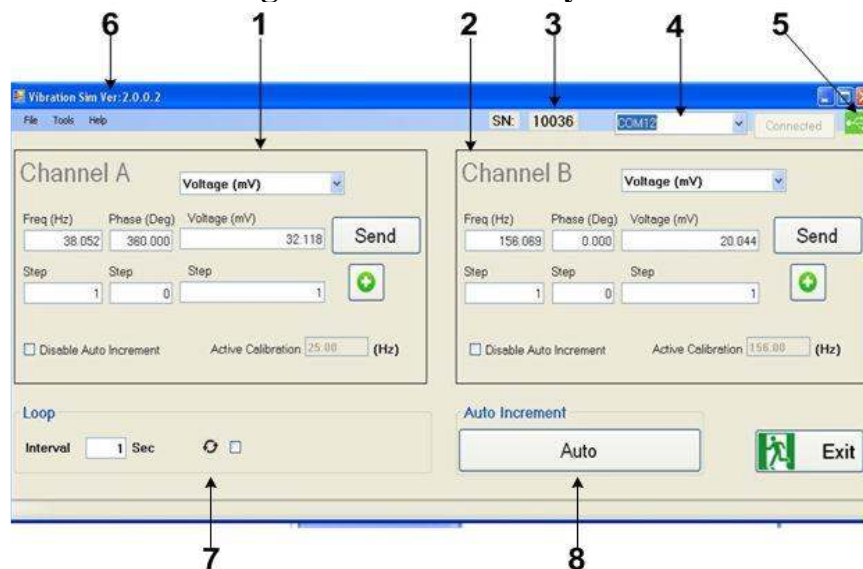 6 1 2 3 4 5
Vibration Sim Ver:2.0.0.2
File Tools Help SN: 10036 COM12 Connected
Channel A Voltage (mV) Channel B Voltage (mV)
Freq (Hz) Phase (Deg) Voltage (mV) Freq (Hz) Phase (Deg) Voltage (mV)
38.052 360.000 32.118 Send 156.069 0.000 20.044 Send
Step Step Step Step Step Step
1 0 1 1 0 1
Disable Auto Increment Active Calibration 25.00 (Hz) Disable Auto Increment Active Calibration 156.00 (Hz)
Loop Auto Increment
Interval 1 Sec Auto Exit
7 8